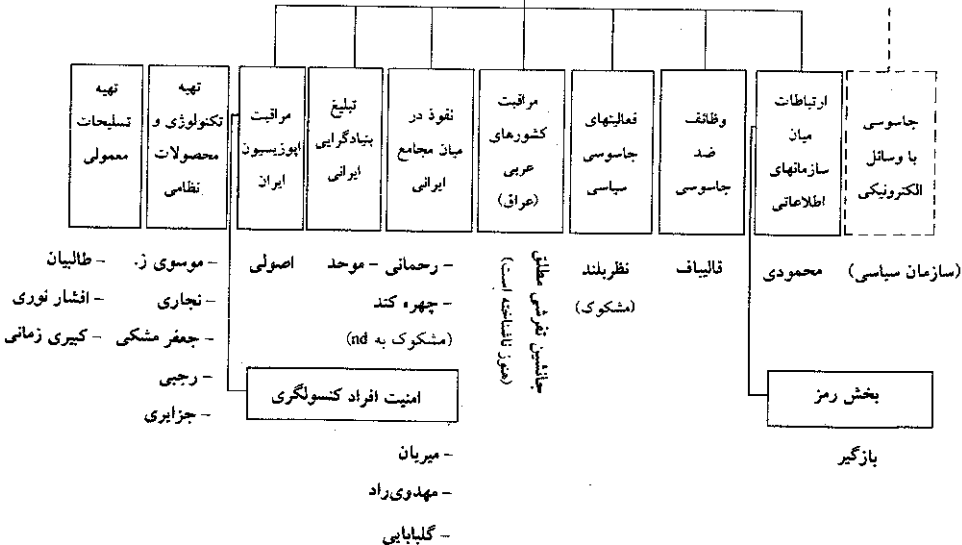 جاسوسی
با وسائل
الکترونیکی
(سازمان سیاسی)
ارتباطات
میان
سازمانهای
اطلاعاتی
محمودی
وظائف
ضد
جاسوسی
قالیباف
فعالیتهای
جاسوسی
سیاسی
نظربلند
(مشکوک)
مراقبت
کشورهای
عربی
(عراق)
جانشین تفرشی مطلق
(هنوز ناشناخته است)
نفوذ در
میان مجامع
ایرانی
– رحمانی – موحد
– چهره کند
(مشکوک به nd)
تبلیغ
بنیادگرایی
ایرانی
مراقبت
اپوزیسیون
ایران
اصولی
تهیه
تکنولوژی و
محصولات
نظامی
– موسوی ز.
– نجاری
– جعفر مشکی
– رجبی
– جزایری
تهیه
تسلیحات
معمولی
– طالبیان
– افشار نوری
– کبیری زمانی
بخش رمز
بازگیر
امنیت افراد کنسولگری
– میریان
– مهدوی‌راد
– گلبابایی